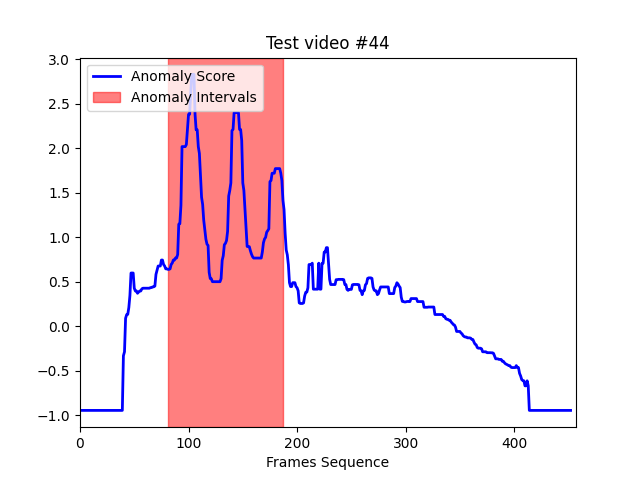 Test video #44
3.0
2.5
2.0
1.5
1.0
0.5
0.0
−0.5
−1.0
Anomaly Score
Anomaly Intervals
0 100 200 300 400
Frames Sequence